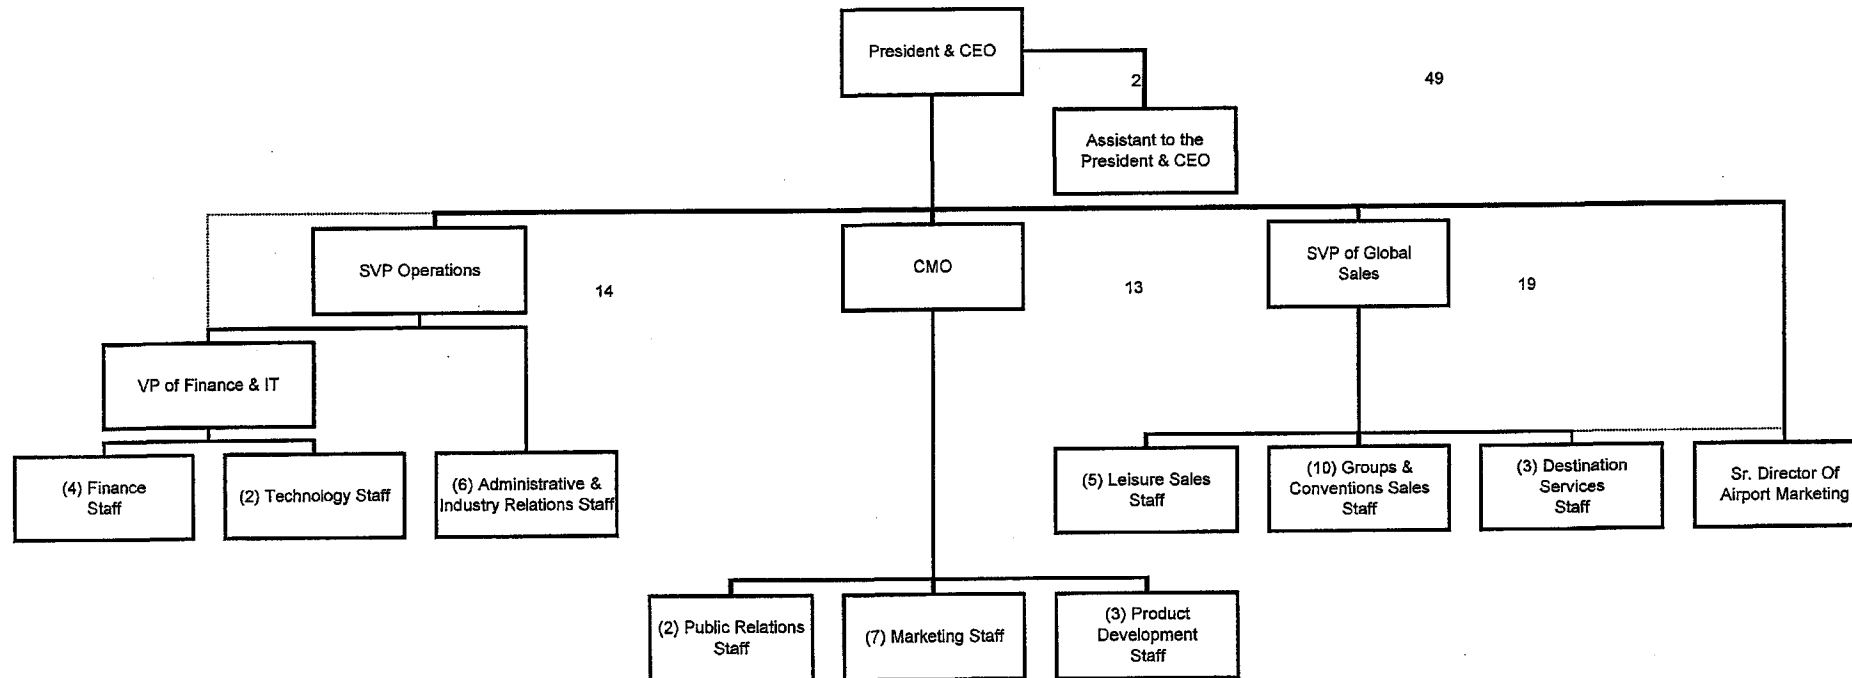 President & CEO
2
49
Assistant to the
President & CEO
SVP Operations
14
CMO
13
SVP of Global
Sales
19
VP of Finance & IT
(4) Finance
Staff
(2) Technology Staff
(6) Administrative &
Industry Relations Staff
(5) Leisure Sales
Staff
(10) Groups &
Conventions Sales
Staff
(3) Destination
Services
Staff
Sr. Director Of
Airport Marketing
(2) Public Relations
Staff
(7) Marketing Staff
(3) Product
Development
Staff